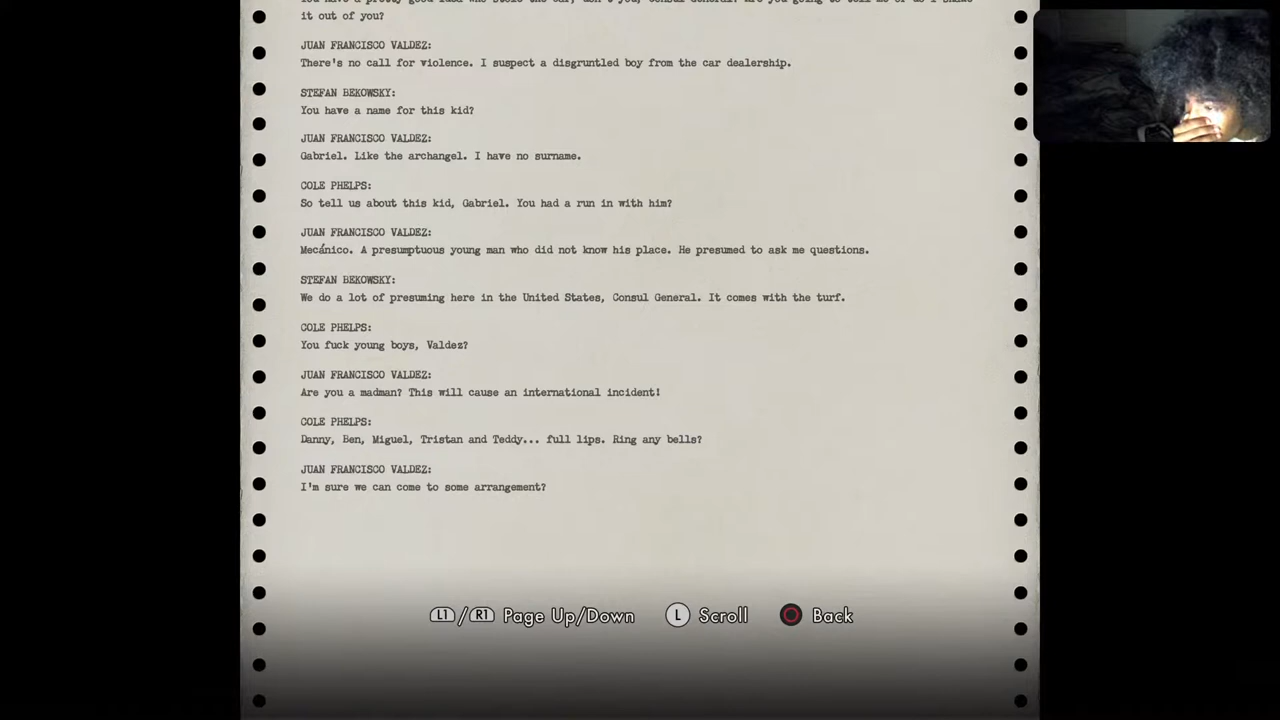 it out of you?
JUAN FRANCISCO VALDEZ:
There's no call for violence. I suspect a disgruntled boy from the car dealership.
STEFAN BEKOWSKY:
You have a name for this kid?
JUAN FRANCISCO VALDEZ:
Gabriel. Like the archangel. I have no surname.
COLE PHELPS:
So tell us about this kid, Gabriel. You had a run in with him?
JUAN FRANCISCO VALDEZ:
Mecánico. A presumptuous young man who did not know his place. He presumed to ask me questions.
STEFAN BEKOWSKY:
We do a lot of presuming here in the United States, Consul General. It comes with the turf.
COLE PHELPS:
You fuck young boys, Valdez?
JUAN FRANCISCO VALDEZ:
Are you a madman? This will cause an international incident!
COLE PHELPS:
Danny, Ben, Miguel, Tristan and Teddy... full lips. Ring any bells?
JUAN FRANCISCO VALDEZ:
I'm sure we can come to some arrangement?
L1/R1 Page Up/Down L Scroll Back